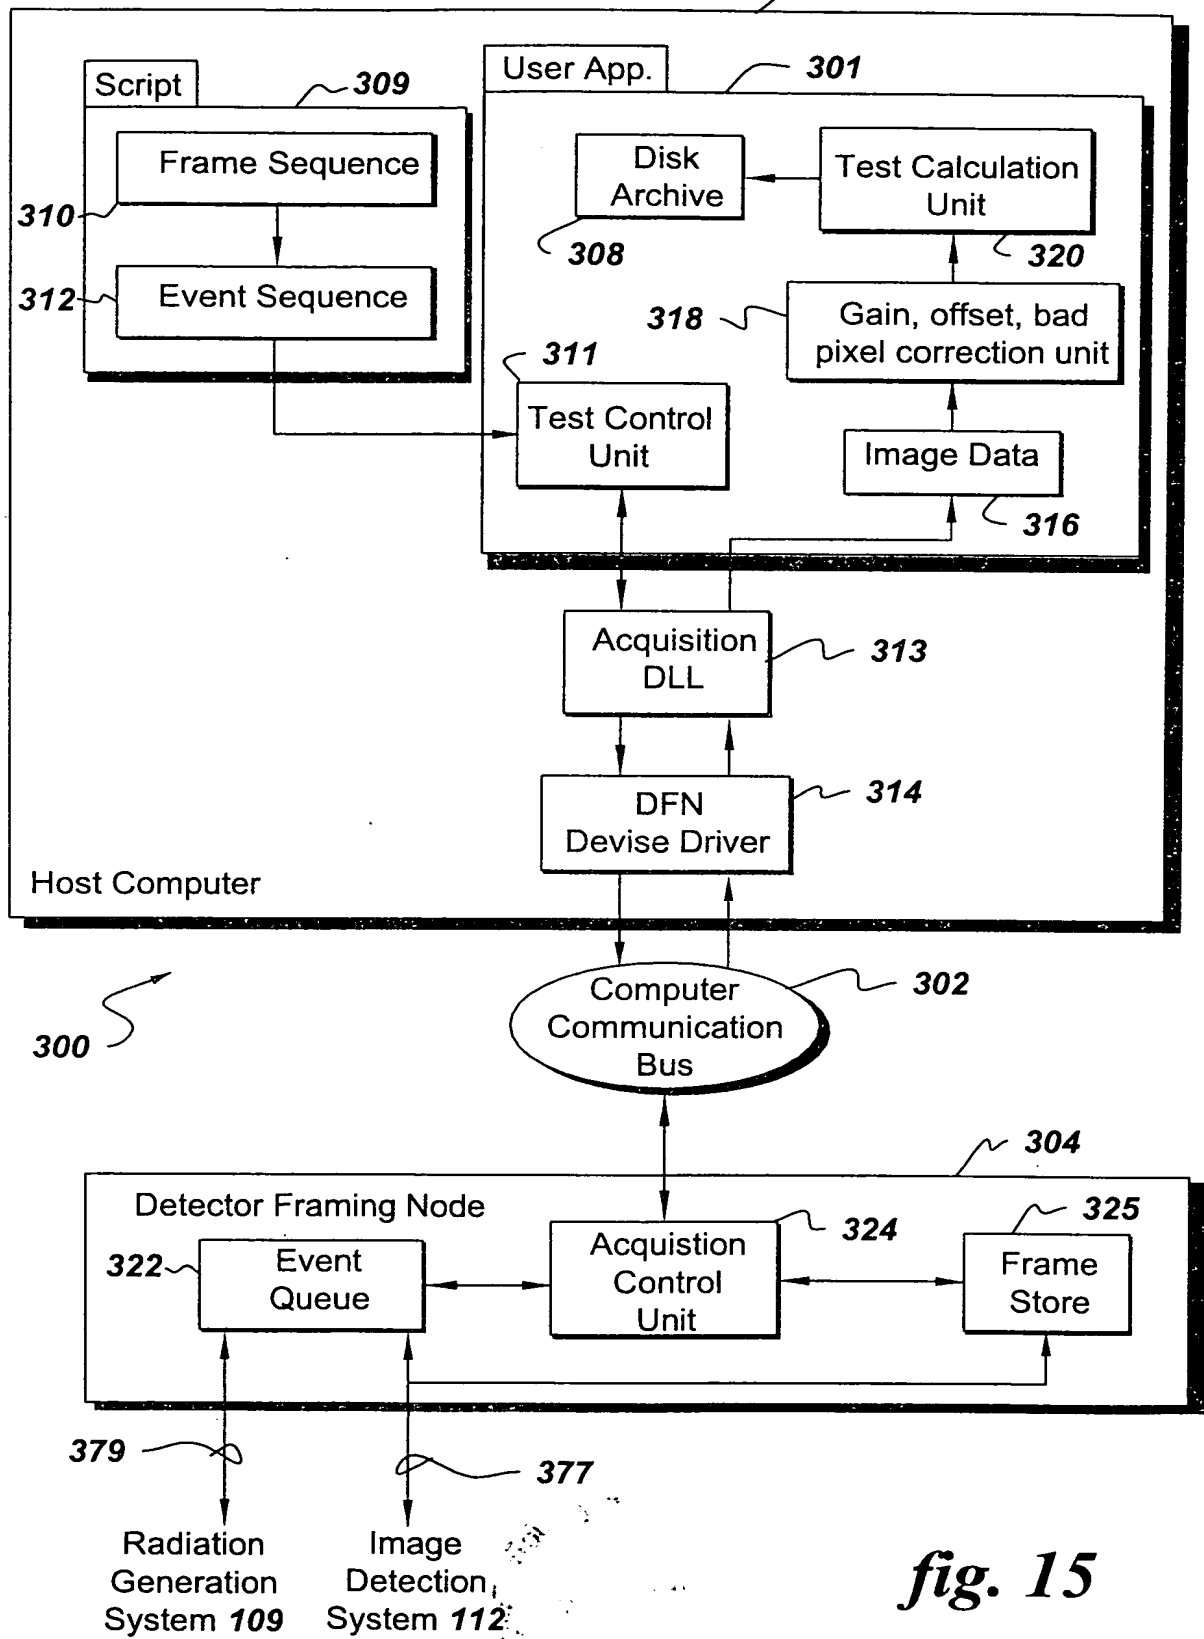 Script
309
Frame Sequence
310
Event Sequence
312
User App.
301
Disk
Archive
308
Test Calculation
Unit
320
318
Gain, offset, bad
pixel correction unit
311
Test Control
Unit
Image Data
316
Acquisition
DLL
313
DFN
Devise Driver
314
Host Computer
300
Computer
Communication
Bus
302
304
Detector Framing Node
322
Event
Queue
Acquistion
Control
Unit
324
325
Frame
Store
379
377
Radiation
Generation
System 109
Image
Detection
System 112
fig. 15